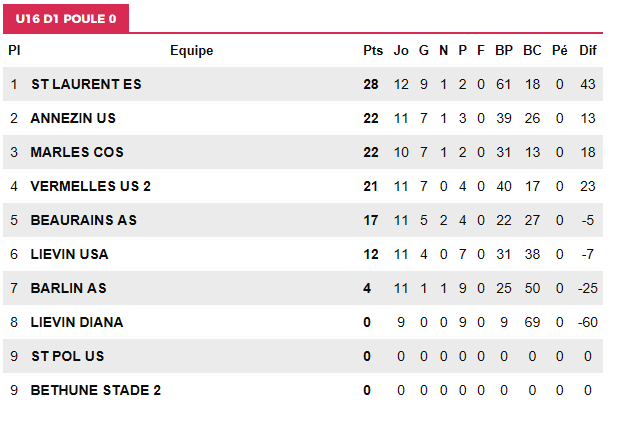 U16 D1 POULE 0
Pl Equipe Pts Jo G N P F BP BC Pé Dif
1 ST LAURENT ES 28 12 9 1 2 0 61 18 0 43
2 ANNEZIN US 22 11 7 1 3 0 39 26 0 13
3 MARLES COS 22 10 7 1 2 0 31 13 0 18
4 VERMELLES US 2 21 11 7 0 4 0 40 17 0 23
5 BEAURAINS AS 17 11 5 2 4 0 22 27 0 -5
6 LIEVIN USA 12 11 4 0 7 0 31 38 0 -7
7 BARLIN AS 4 11 1 1 9 0 25 50 0 -25
8 LIEVIN DIANA 0 9 0 0 9 0 9 69 0 -60
9 ST POL US 0 0 0 0 0 0 0 0 0 0
9 BETHUNE STADE 2 0 0 0 0 0 0 0 0 0 0